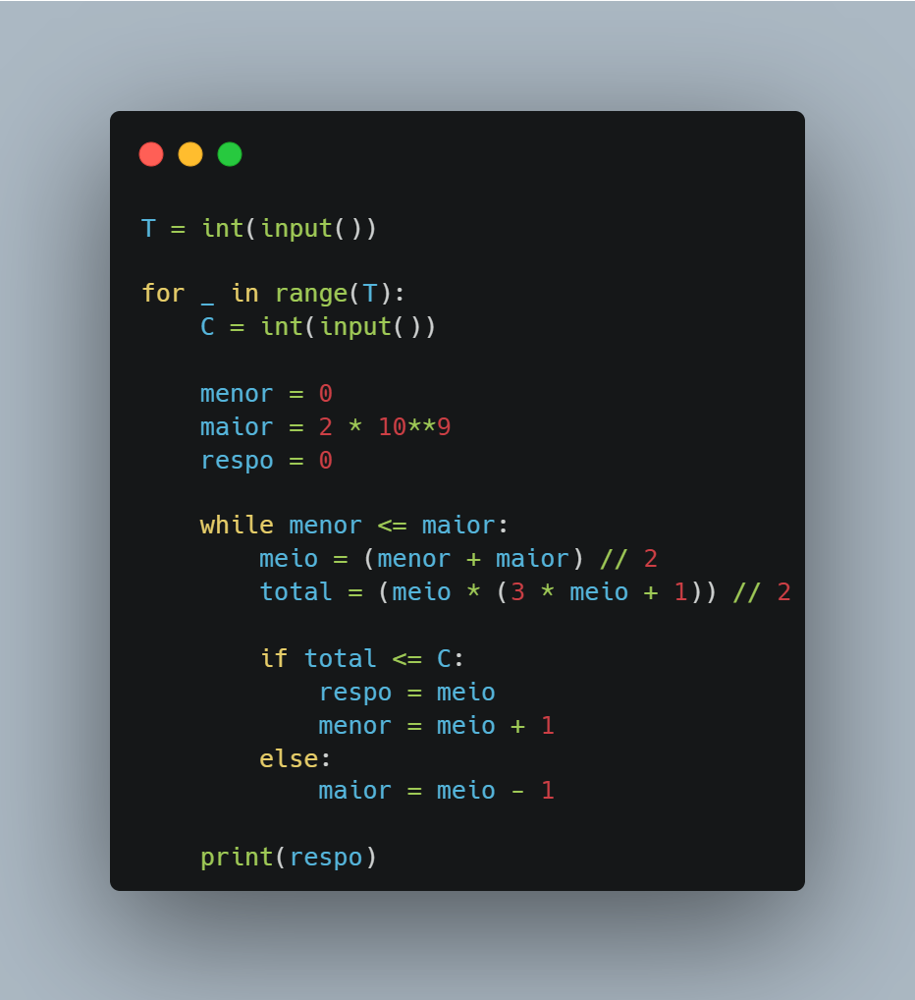 T = int(input())
for _ in range(T):
    C = int(input())
    menor = 0
    maior = 2 * 10**9
    respo = 0
    while menor <= maior:
        meio = (menor + maior) // 2
        total = (meio * (3 * meio + 1)) // 2
        if total <= C:
            respo = meio
            menor = meio + 1
        else:
            maior = meio - 1
    print(respo)